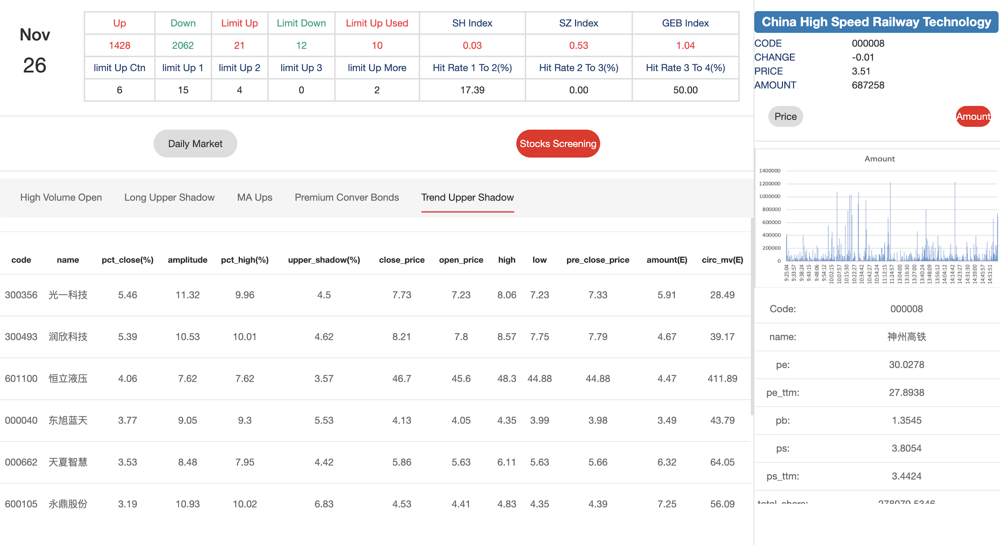 Nov
26
Up Down Limit Up Limit Down Limit Up Used SH Index SZ Index GEB Index
1428 2062 21 12 10 0.03 0.53 1.04
limit Up Ctn limit Up 1 limit Up 2 limit Up 3 limit Up More Hit Rate 1 To 2(%) Hit Rate 2 To 3(%) Hit Rate 3 To 4(%)
6 15 4 0 2 17.39 0.00 50.00
Daily Market Stocks Screening
High Volume Open Long Upper Shadow MA Ups Premium Conver Bonds Trend Upper Shadow
code name pct_close(%) amplitude pct_high(%) upper_shadow(%) close_price open_price high low pre_close_price amount(E) circ_mv(E)
300356 光一科技 5.46 11.32 9.96 4.5 7.73 7.23 8.06 7.23 7.33 5.91 28.49
300493 润欣科技 5.39 10.53 10.01 4.62 8.21 7.8 8.57 7.75 7.79 4.67 39.17
601100 恒立液压 4.06 7.62 7.62 3.57 46.7 45.6 48.3 44.88 44.88 4.47 411.89
000040 东旭蓝天 3.77 9.05 9.3 5.53 4.13 4.05 4.35 3.99 3.98 3.49 43.79
000662 天夏智慧 3.53 8.48 7.95 4.42 5.86 5.63 6.11 5.63 5.66 6.32 64.05
600105 永鼎股份 3.19 10.93 10.02 6.83 4.53 4.41 4.83 4.35 4.39 7.25 56.09
China High Speed Railway Technology
CODE 000008
CHANGE -0.01
PRICE 3.51
AMOUNT 687258
Price Amount
Amount
1400000
1200000
1000000
800000
600000
400000
200000
0
9:25:04 9:33:57 9:38:24 9:43:15 9:48:06 9:54:12 10:02:15 10:07:57 10:15:30 10:22:27 10:34:42 10:42:27 10:54:24 11:12:15 11:24:57 13:04:00 13:16:30 13:27:00 13:40:24 13:48:09 13:56:12 14:04:12 14:14:42 14:23:27 14:31:30 14:39:00 14:45:57 14:51:51
Code: 000008
name: 神州高铁
pe: 30.0278
pe_ttm: 27.8938
pb: 1.3545
ps: 3.8054
ps_ttm: 3.4424
total_share: 278079.5346